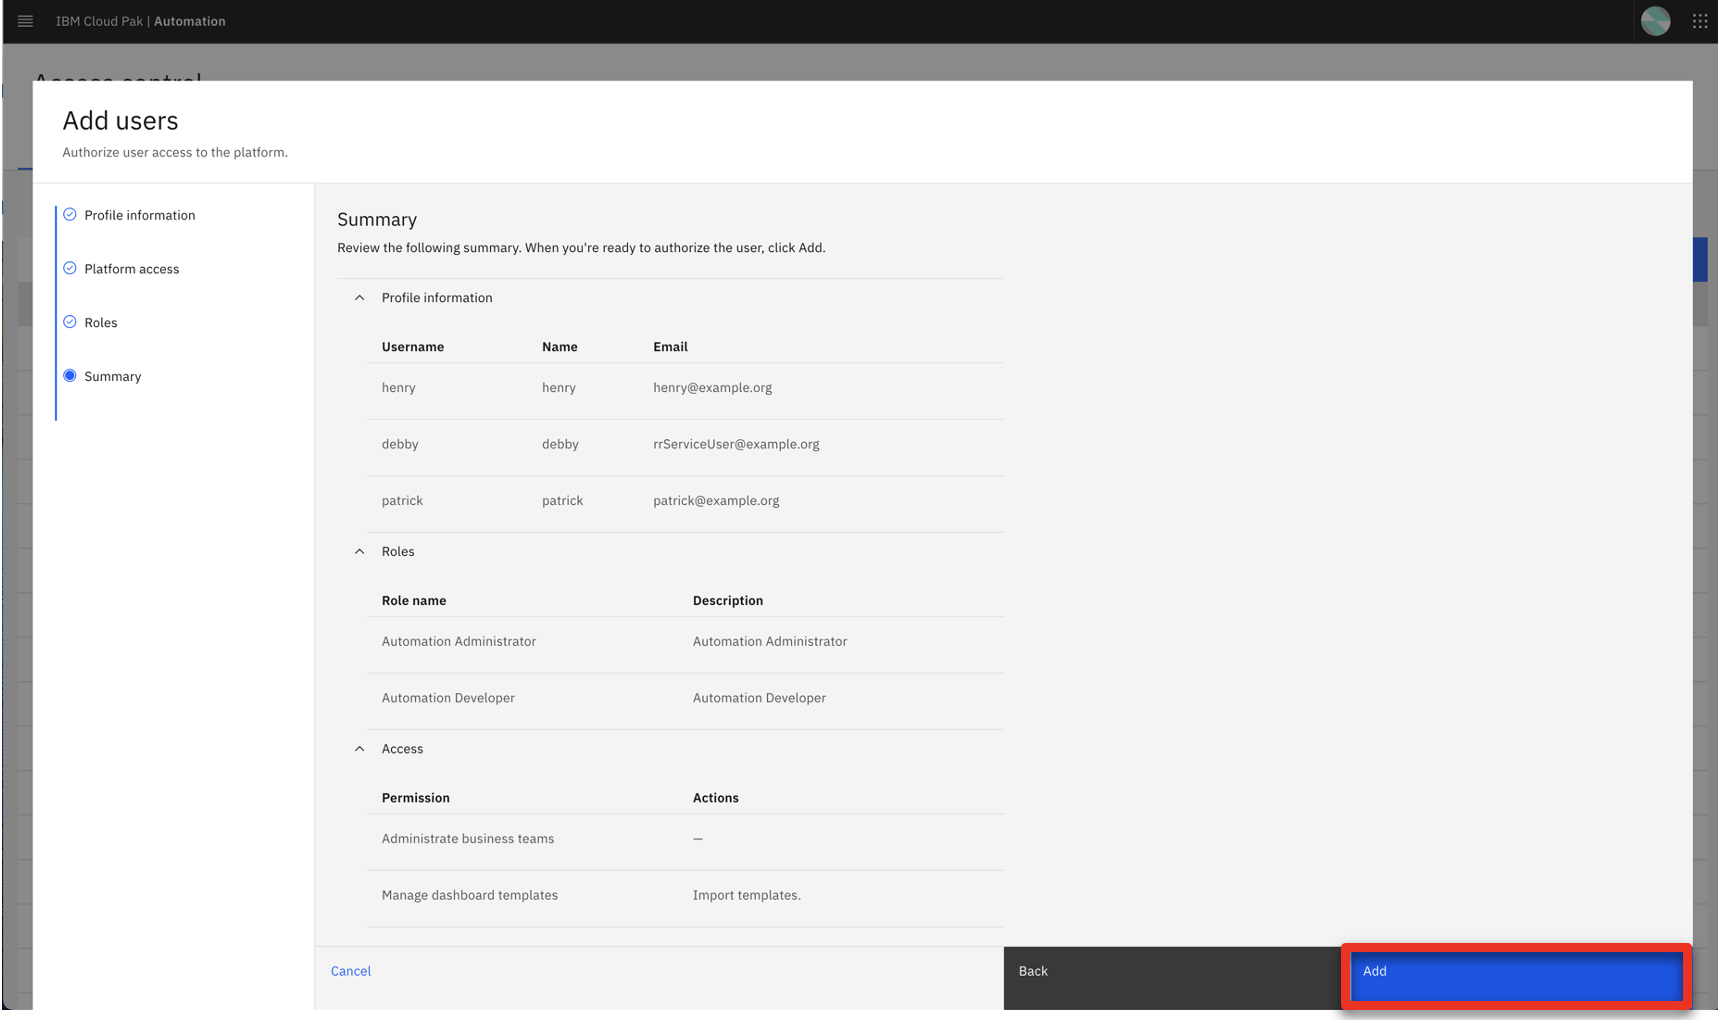 IBM Cloud Pak | Automation
Access control
Add users
Authorize user access to the platform.
Profile information
Platform access
Roles
Summary
Summary
Review the following summary. When you're ready to authorize the user, click Add.
Profile information
Username Name Email
henry henry henry@example.org
debby debby rrServiceUser@example.org
patrick patrick patrick@example.org
Roles
Role name Description
Automation Administrator Automation Administrator
Automation Developer Automation Developer
Access
Permission Actions
Administrate business teams —
Manage dashboard templates Import templates.
Cancel Back Add